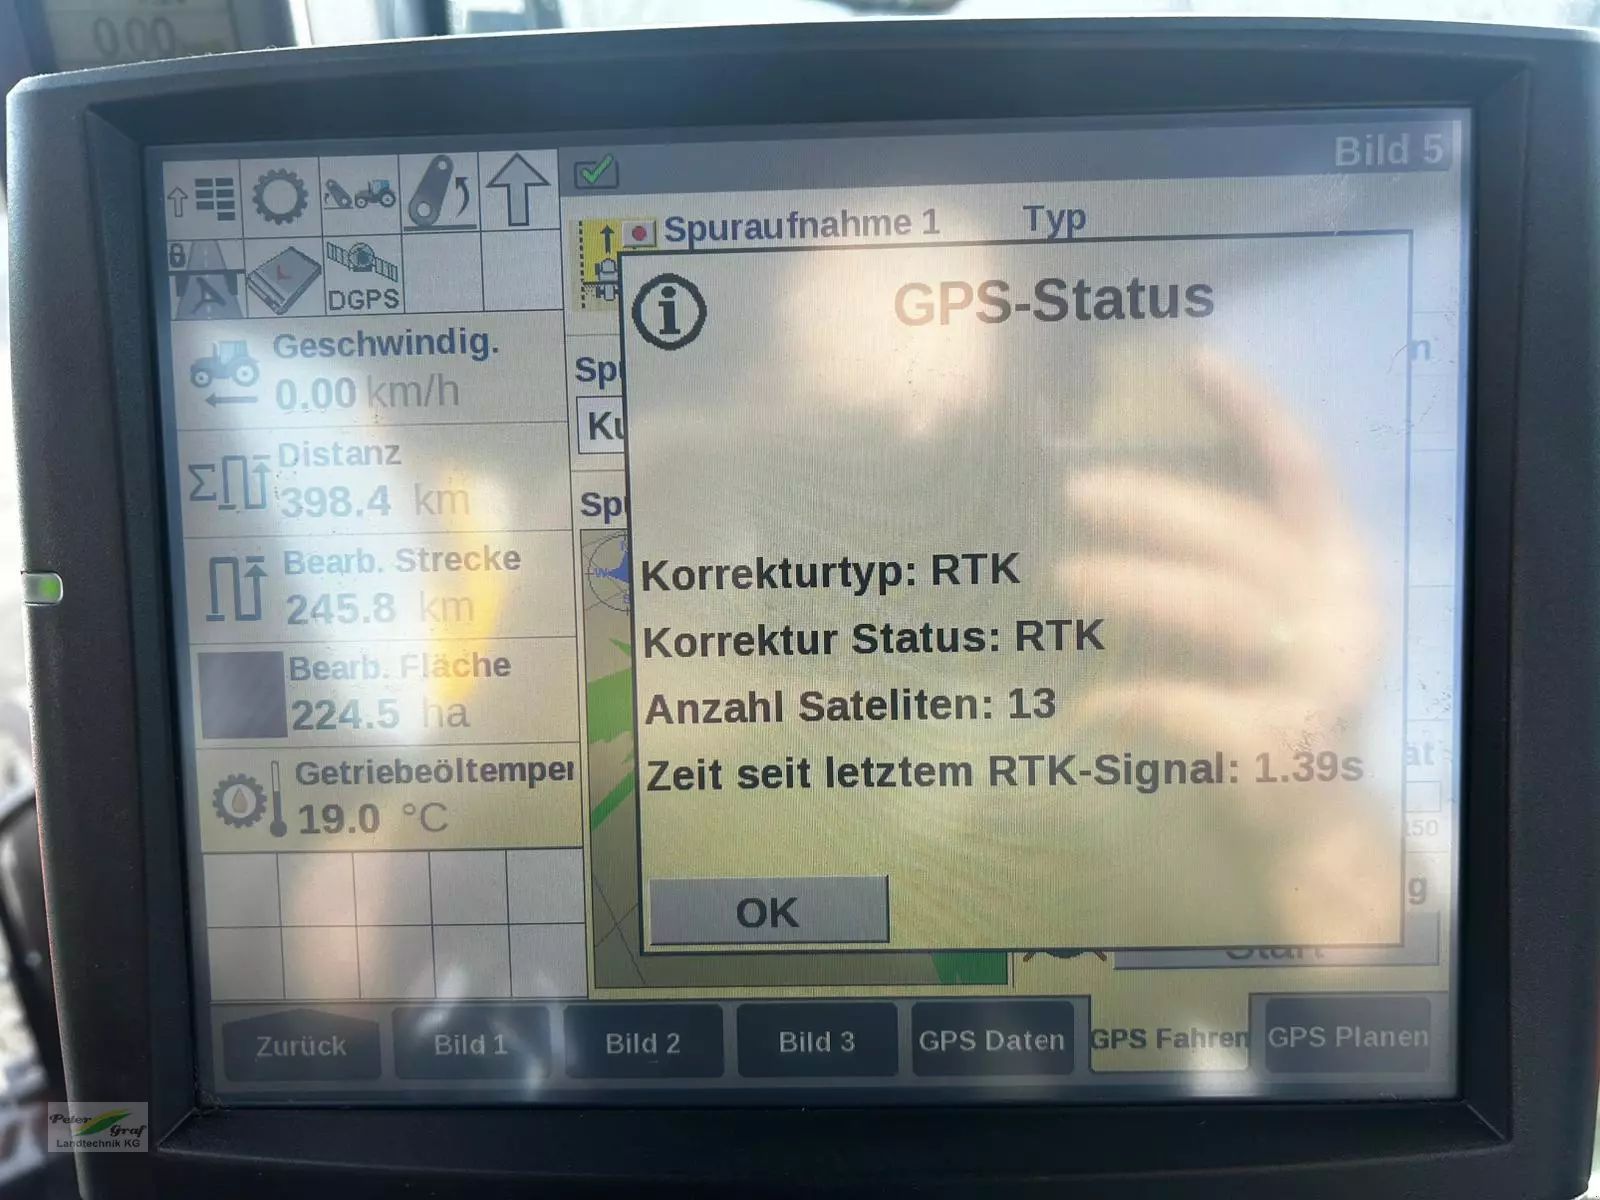 0.00
Bild 5
Spuraufnahme 1 Typ
DGPS
GPS-Status
Geschwindig.
0.00 km/h
Distanz
398.4 km
Bearb. Strecke
245.8 km
Bearb. Fläche
224.5 ha
Getriebeöltemper
19.0 °C
Korrekturtyp: RTK
Korrektur Status: RTK
Anzahl Sateliten: 13
Zeit seit letztem RTK-Signal: 1.39s
OK
Start
Zurück Bild 1 Bild 2 Bild 3 GPS Daten GPS Fahren GPS Planen
Peter
Graf
Landtechnik KG